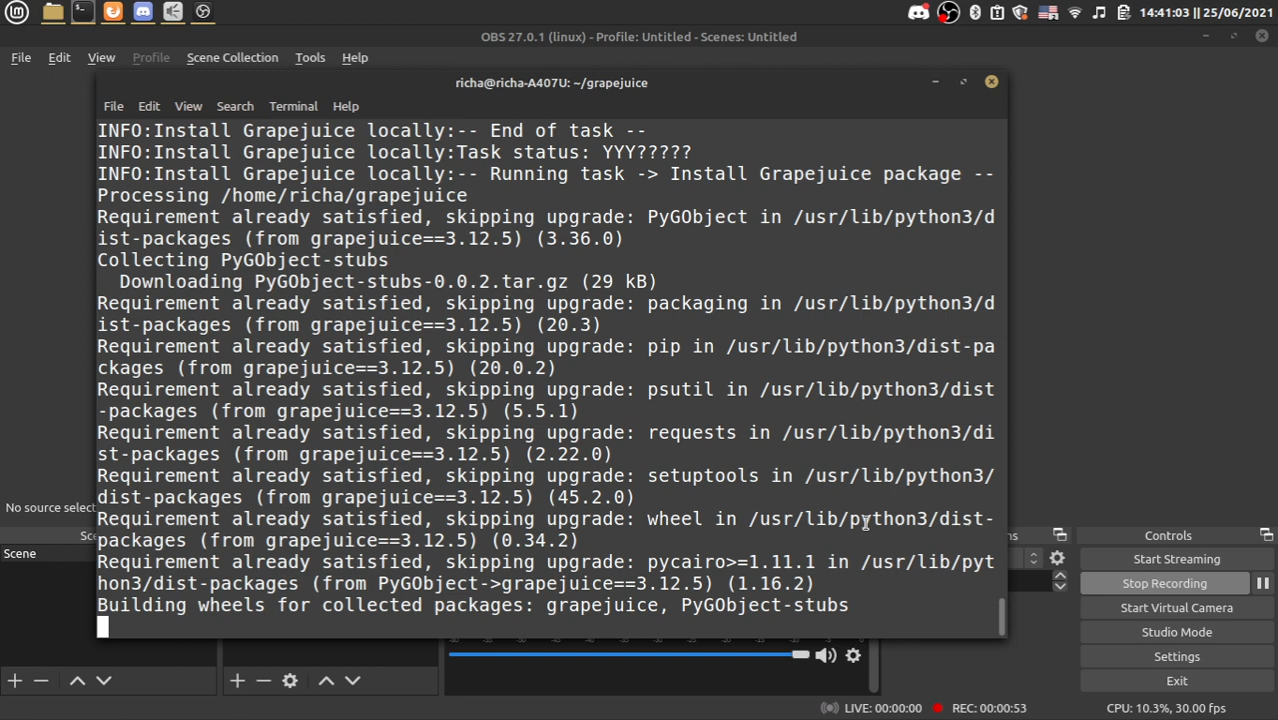 14:41:03 || 25/06/2021
OBS 27.0.1 (linux) - Profile: Untitled - Scenes: Untitled
File Edit View Profile Scene Collection Tools Help
richa@richa-A407U: ~/grapejuice
File Edit View Search Terminal Help
INFO:Install Grapejuice locally:-- End of task --
INFO:Install Grapejuice locally:Task status: YYY?????
INFO:Install Grapejuice locally:-- Running task -> Install Grapejuice package --
Processing /home/richa/grapejuice
Requirement already satisfied, skipping upgrade: PyGObject in /usr/lib/python3/d
ist-packages (from grapejuice==3.12.5) (3.36.0)
Collecting PyGObject-stubs
Downloading PyGObject-stubs-0.0.2.tar.gz (29 kB)
Requirement already satisfied, skipping upgrade: packaging in /usr/lib/python3/d
ist-packages (from grapejuice==3.12.5) (20.3)
Requirement already satisfied, skipping upgrade: pip in /usr/lib/python3/dist-pa
ckages (from grapejuice==3.12.5) (20.0.2)
Requirement already satisfied, skipping upgrade: psutil in /usr/lib/python3/dist
-packages (from grapejuice==3.12.5) (5.5.1)
Requirement already satisfied, skipping upgrade: requests in /usr/lib/python3/di
st-packages (from grapejuice==3.12.5) (2.22.0)
Requirement already satisfied, skipping upgrade: setuptools in /usr/lib/python3/
dist-packages (from grapejuice==3.12.5) (45.2.0)
Requirement already satisfied, skipping upgrade: wheel in /usr/lib/python3/dist-
packages (from grapejuice==3.12.5) (0.34.2)
Requirement already satisfied, skipping upgrade: pycairo>=1.11.1 in /usr/lib/pyt
hon3/dist-packages (from PyGObject->grapejuice==3.12.5) (1.16.2)
Building wheels for collected packages: grapejuice, PyGObject-stubs
No source select
Scene
Controls
Start Streaming
Stop Recording
Start Virtual Camera
Studio Mode
Settings
Exit
LIVE: 00:00:00 REC: 00:00:53 CPU: 10.3%, 30.00 fps